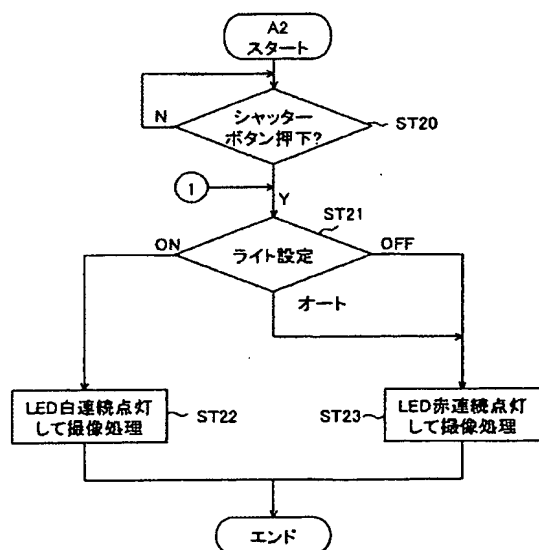 A2
スタート
N
シャッター
ボタン押下?
ST20
1
Y
ST21
ON
ライト設定
OFF
オート
LED白連続点灯
して撮像処理
ST22
ST23
LED赤連続点灯
して撮像処理
エンド